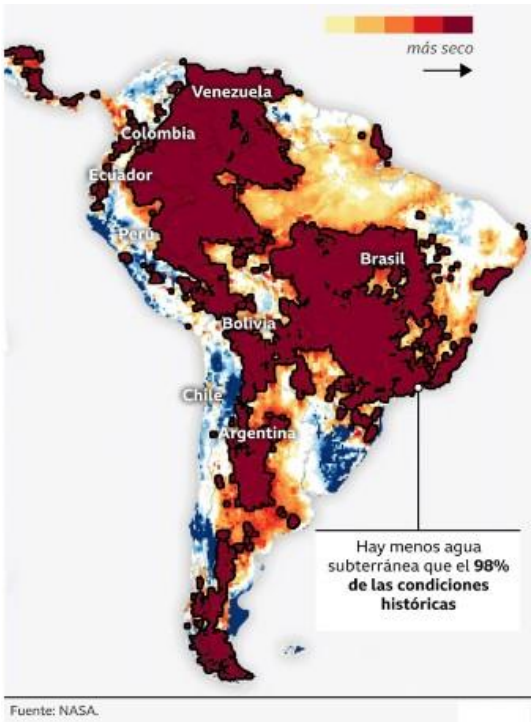 más seco
Venezuela
Colombia
Ecuador
Perú
Brasil
Bolivia
Chile
Argentina
Hay menos agua
subterránea que el 98%
de las condiciones
históricas
Fuente: NASA.